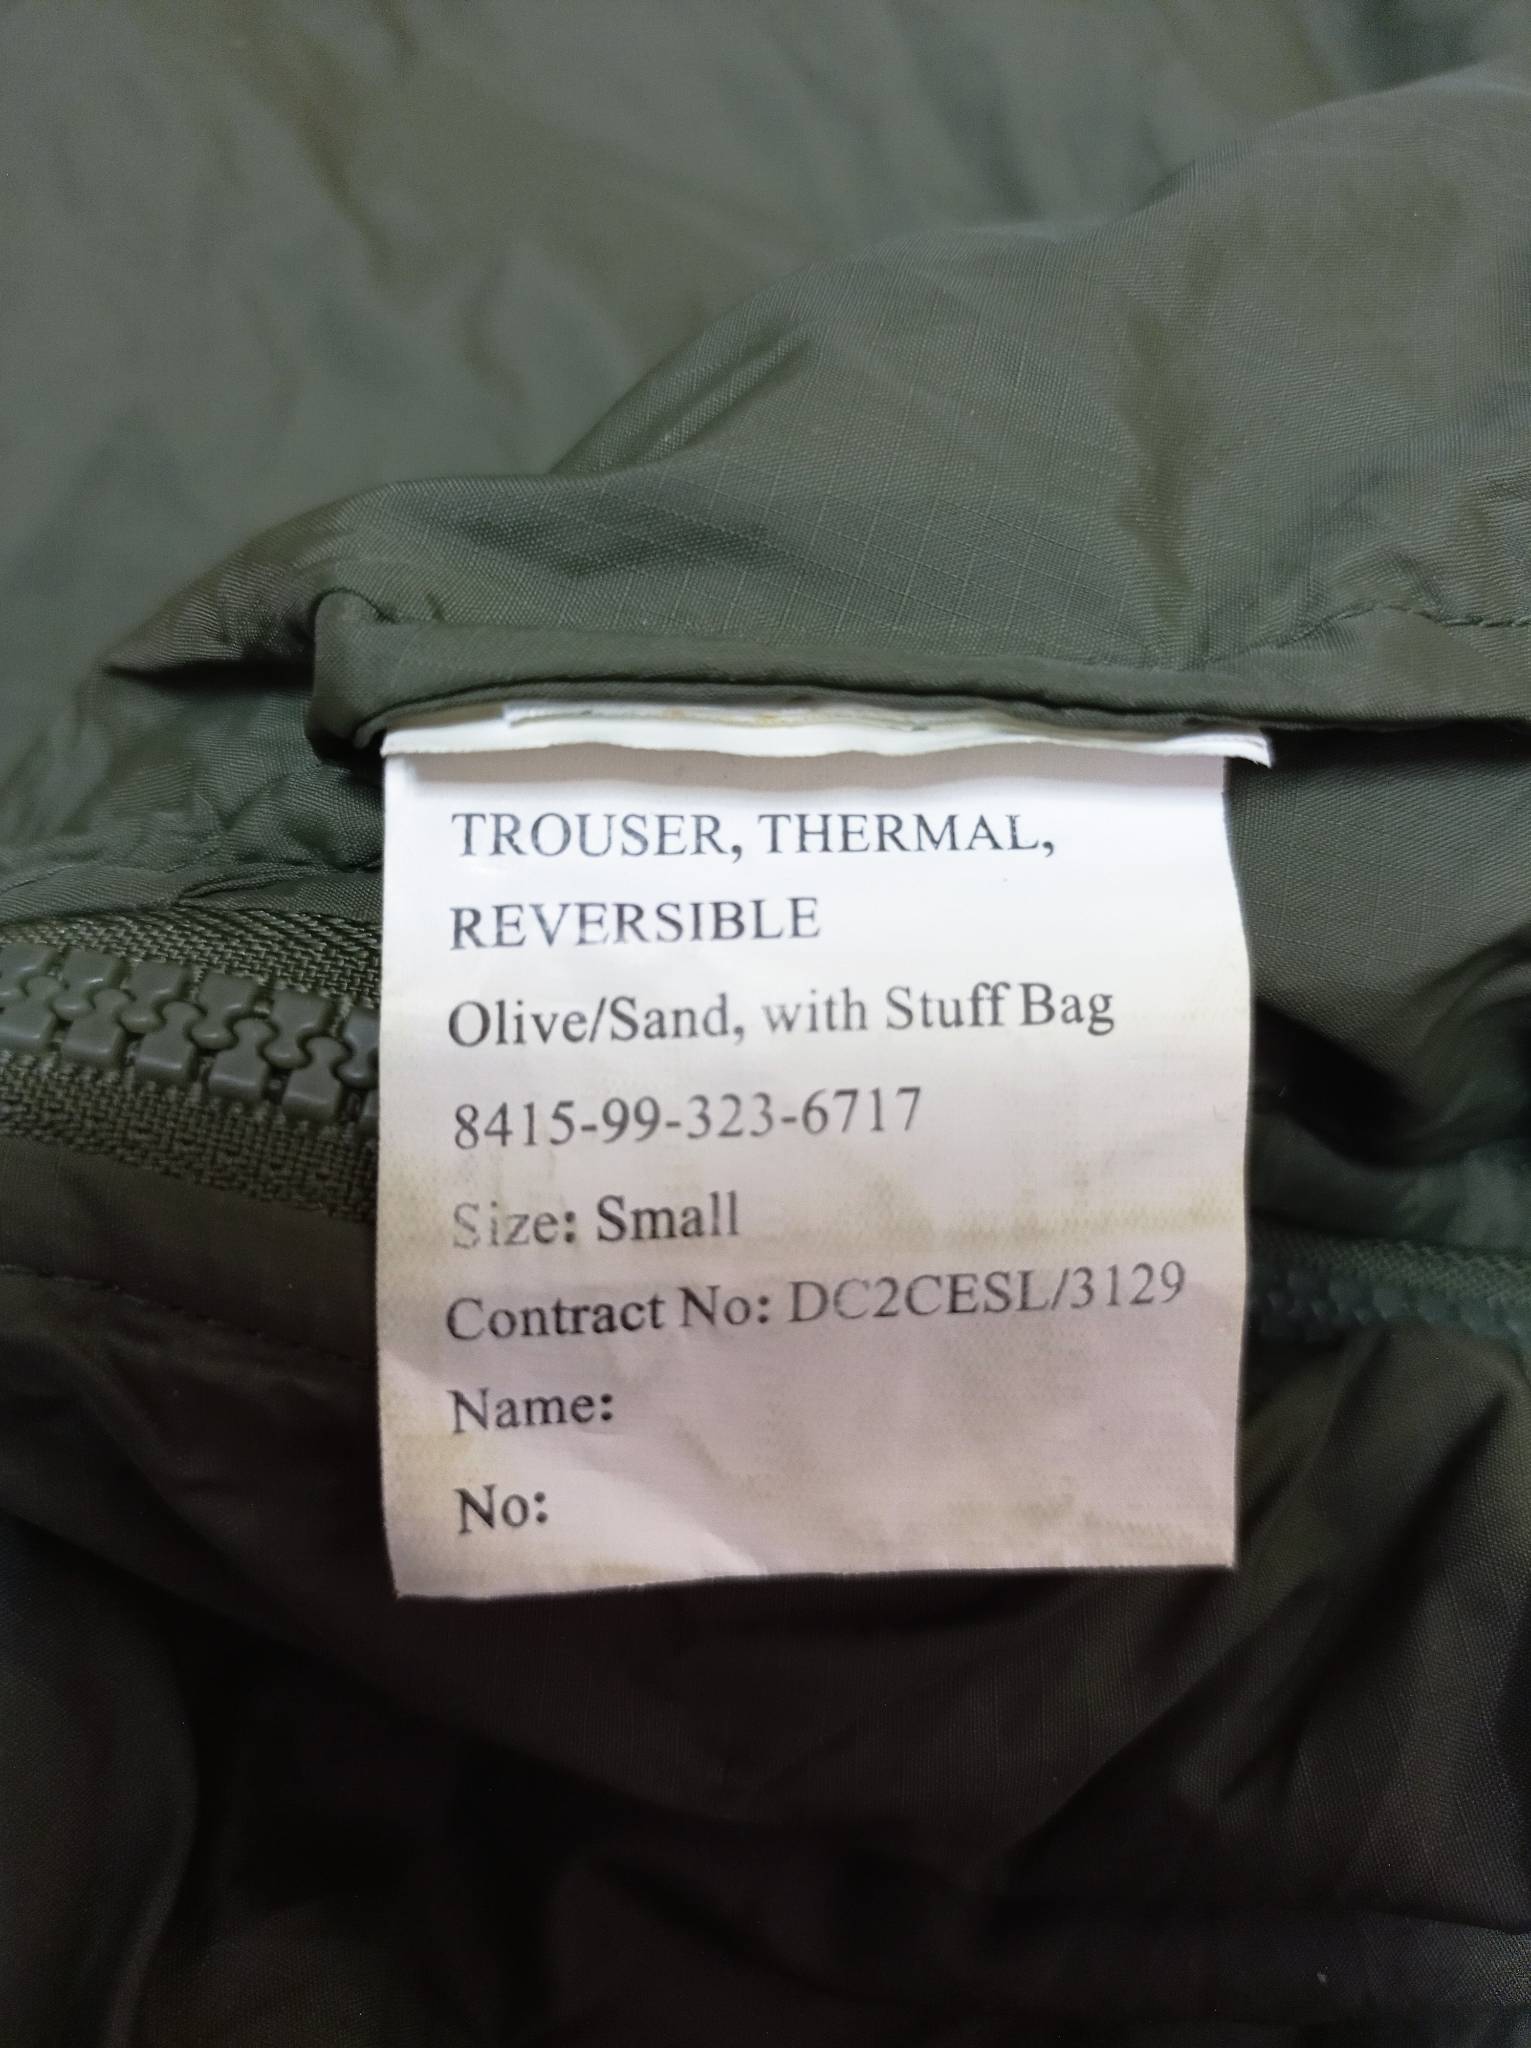 TROUSER, THERMAL,
REVERSIBLE
Olive/Sand, with Stuff Bag
8415-99-323-6717
Size: Small
Contract No: DC2CESL/3129
Name:
No: